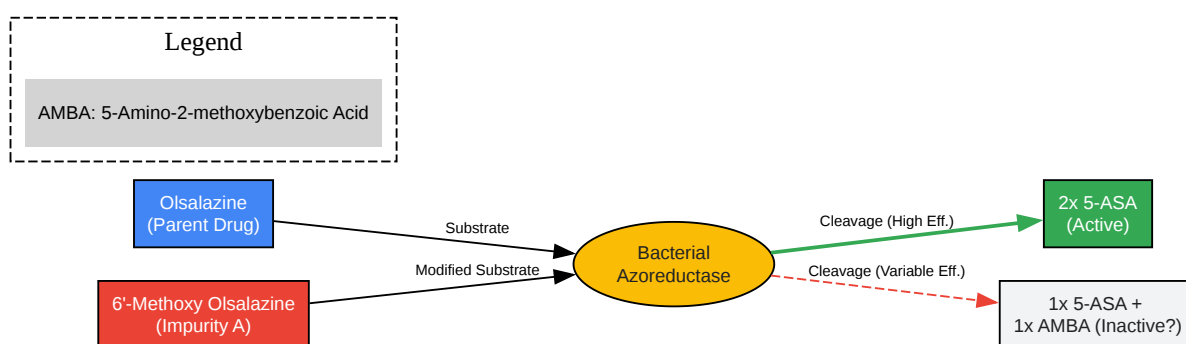 Legend
AMBA: 5-Amino-2-methoxybenzoic Acid
Olsalazine
(Parent Drug)
Substrate
6'-Methoxy Olsalazine
(Impurity A)
Modified Substrate
Bacterial
Azoreductase
Cleavage (High Eff.)
2x 5-ASA
(Active)
Cleavage (Variable Eff.)
1x 5-ASA +
1x AMBA (Inactive?)